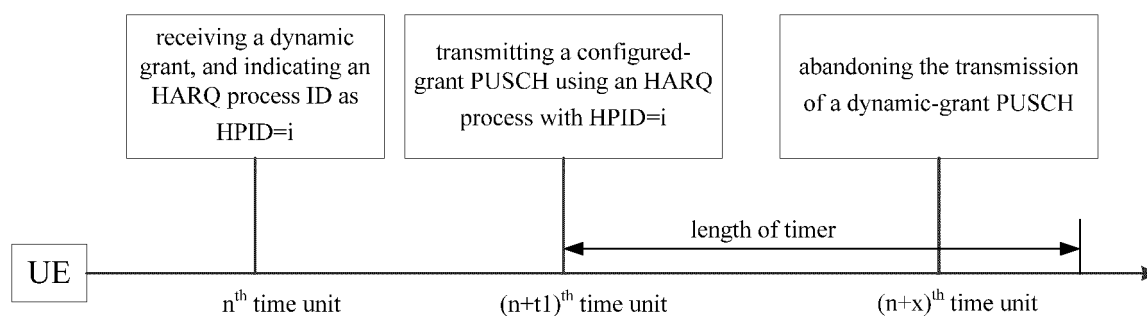 receiving a dynamic
grant, and indicating an
HARQ process ID as
HPID=i
transmitting a configured-
grant PUSCH using an HARQ
process with HPID=i
abandoning the transmission
of a dynamic-grant PUSCH
length of timer
UE
nth time unit
(n+t1)th time unit
(n+x)th time unit